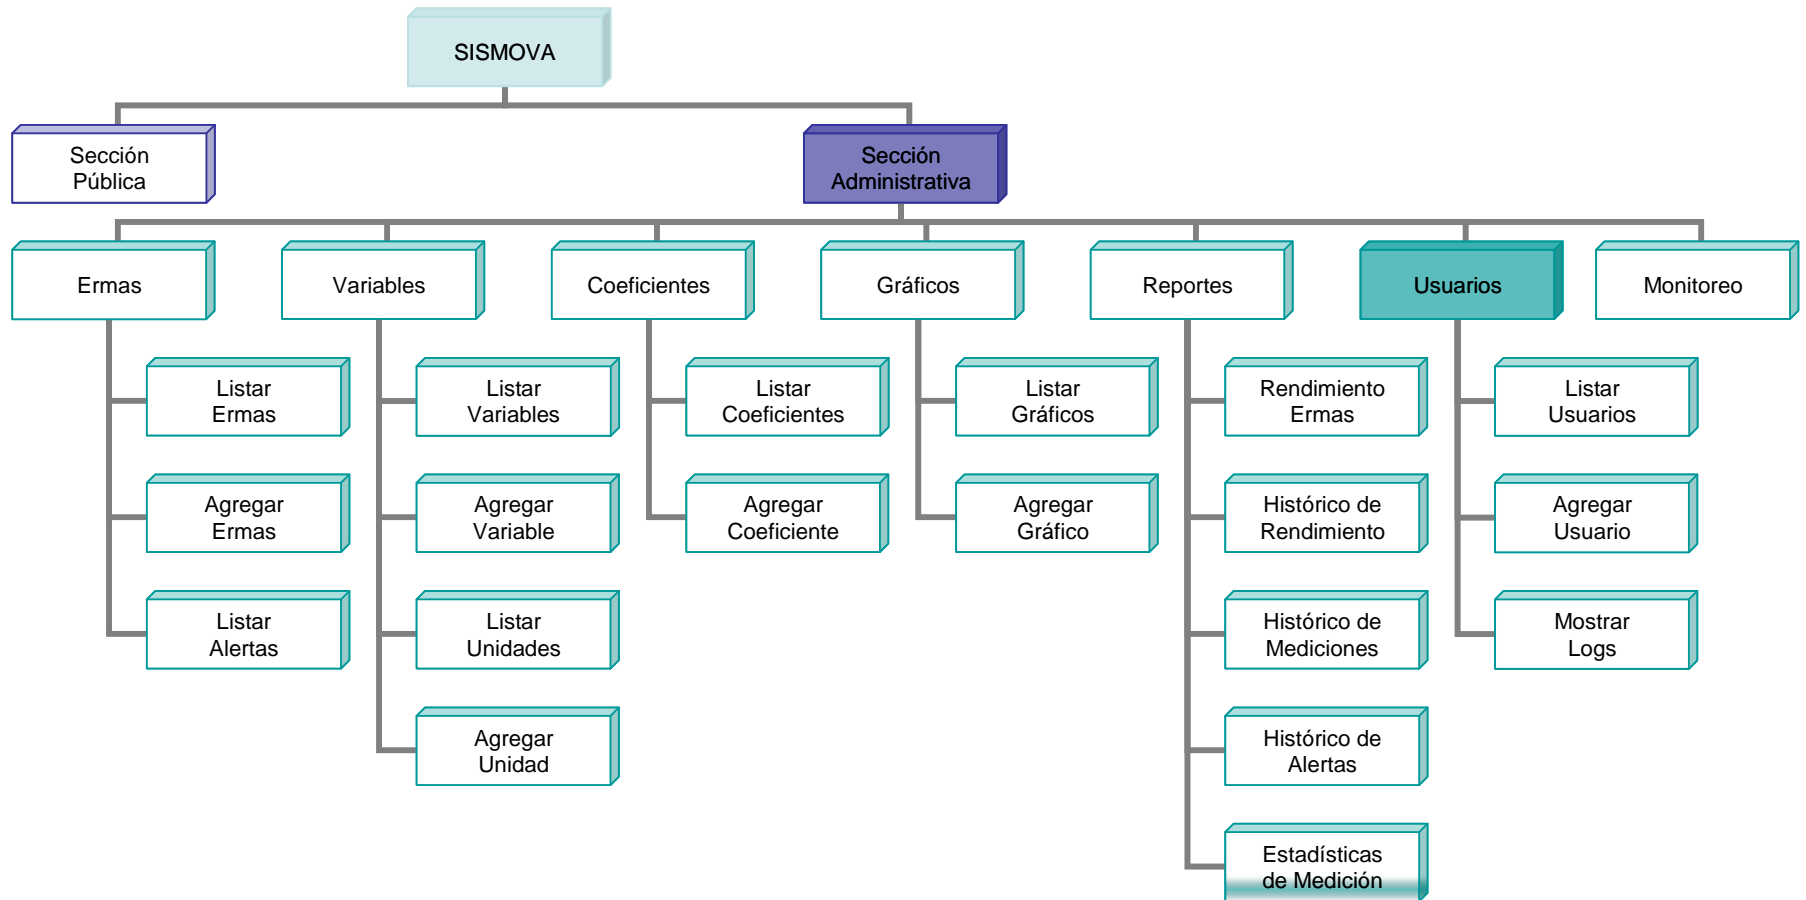 SISMOVA
Sección
Pública
Sección
Administrativa
Ermas
Variables
Coeficientes
Gráficos
Reportes
Usuarios
Monitoreo
Listar
Ermas
Listar
Variables
Listar
Coeficientes
Listar
Gráficos
Rendimiento
Ermas
Listar
Usuarios
Agregar
Ermas
Agregar
Variable
Agregar
Coeficiente
Agregar
Gráfico
Histórico de
Rendimiento
Agregar
Usuario
Listar
Alertas
Listar
Unidades
Histórico de
Mediciones
Mostrar
Logs
Agregar
Unidad
Histórico de
Alertas
Estadísticas
de Medición